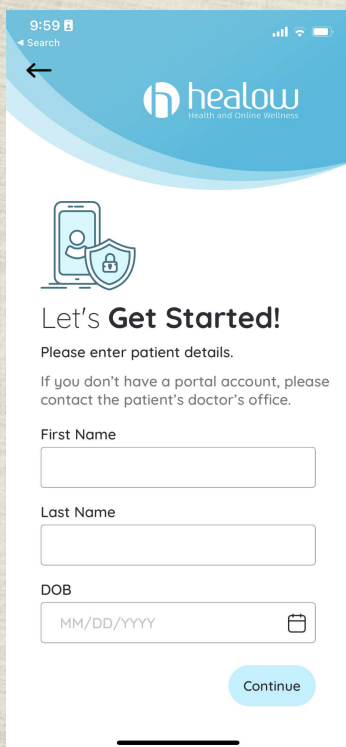 9:59
◀ Search
healow
Health and Online Wellness
Let's Get Started!
Please enter patient details.
If you don't have a portal account, please
contact the patient's doctor's office.
First Name
Last Name
DOB
MM/DD/YYYY
Continue